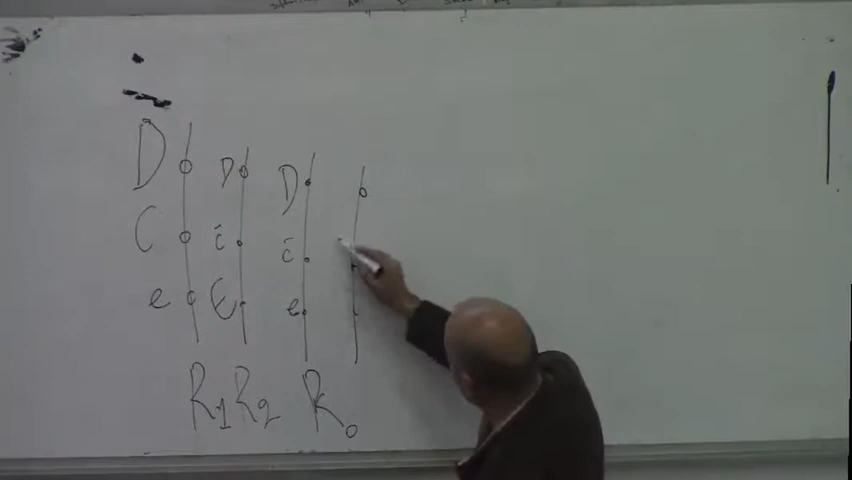 D D D
C c̄ c̄
e E e
R₁ R₂ R₀